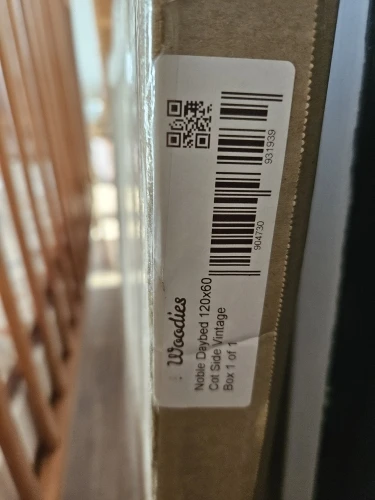 Woodies
Noble Daybed 120x60
Cot Side Vintage
Box 1 of 1
904730
931939